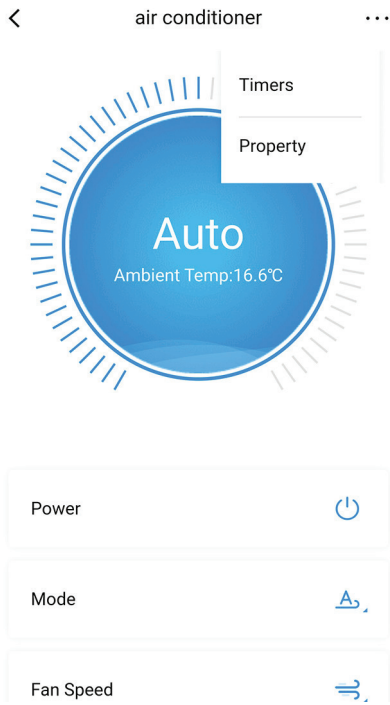 air conditioner
Timers
Property
Auto
Ambient Temp:16.6℃
Power
Mode
Fan Speed